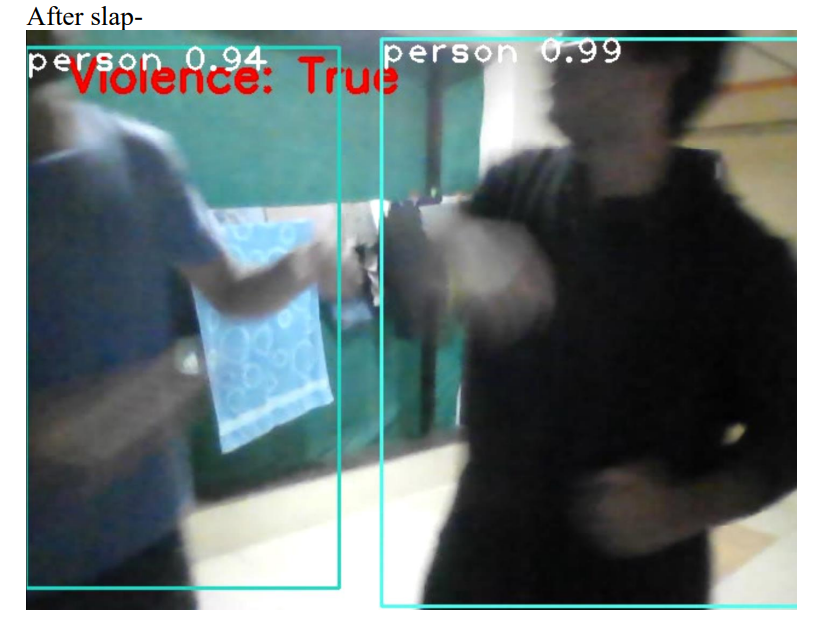 After slap-
person 0.94
person 0.99
Violence: True